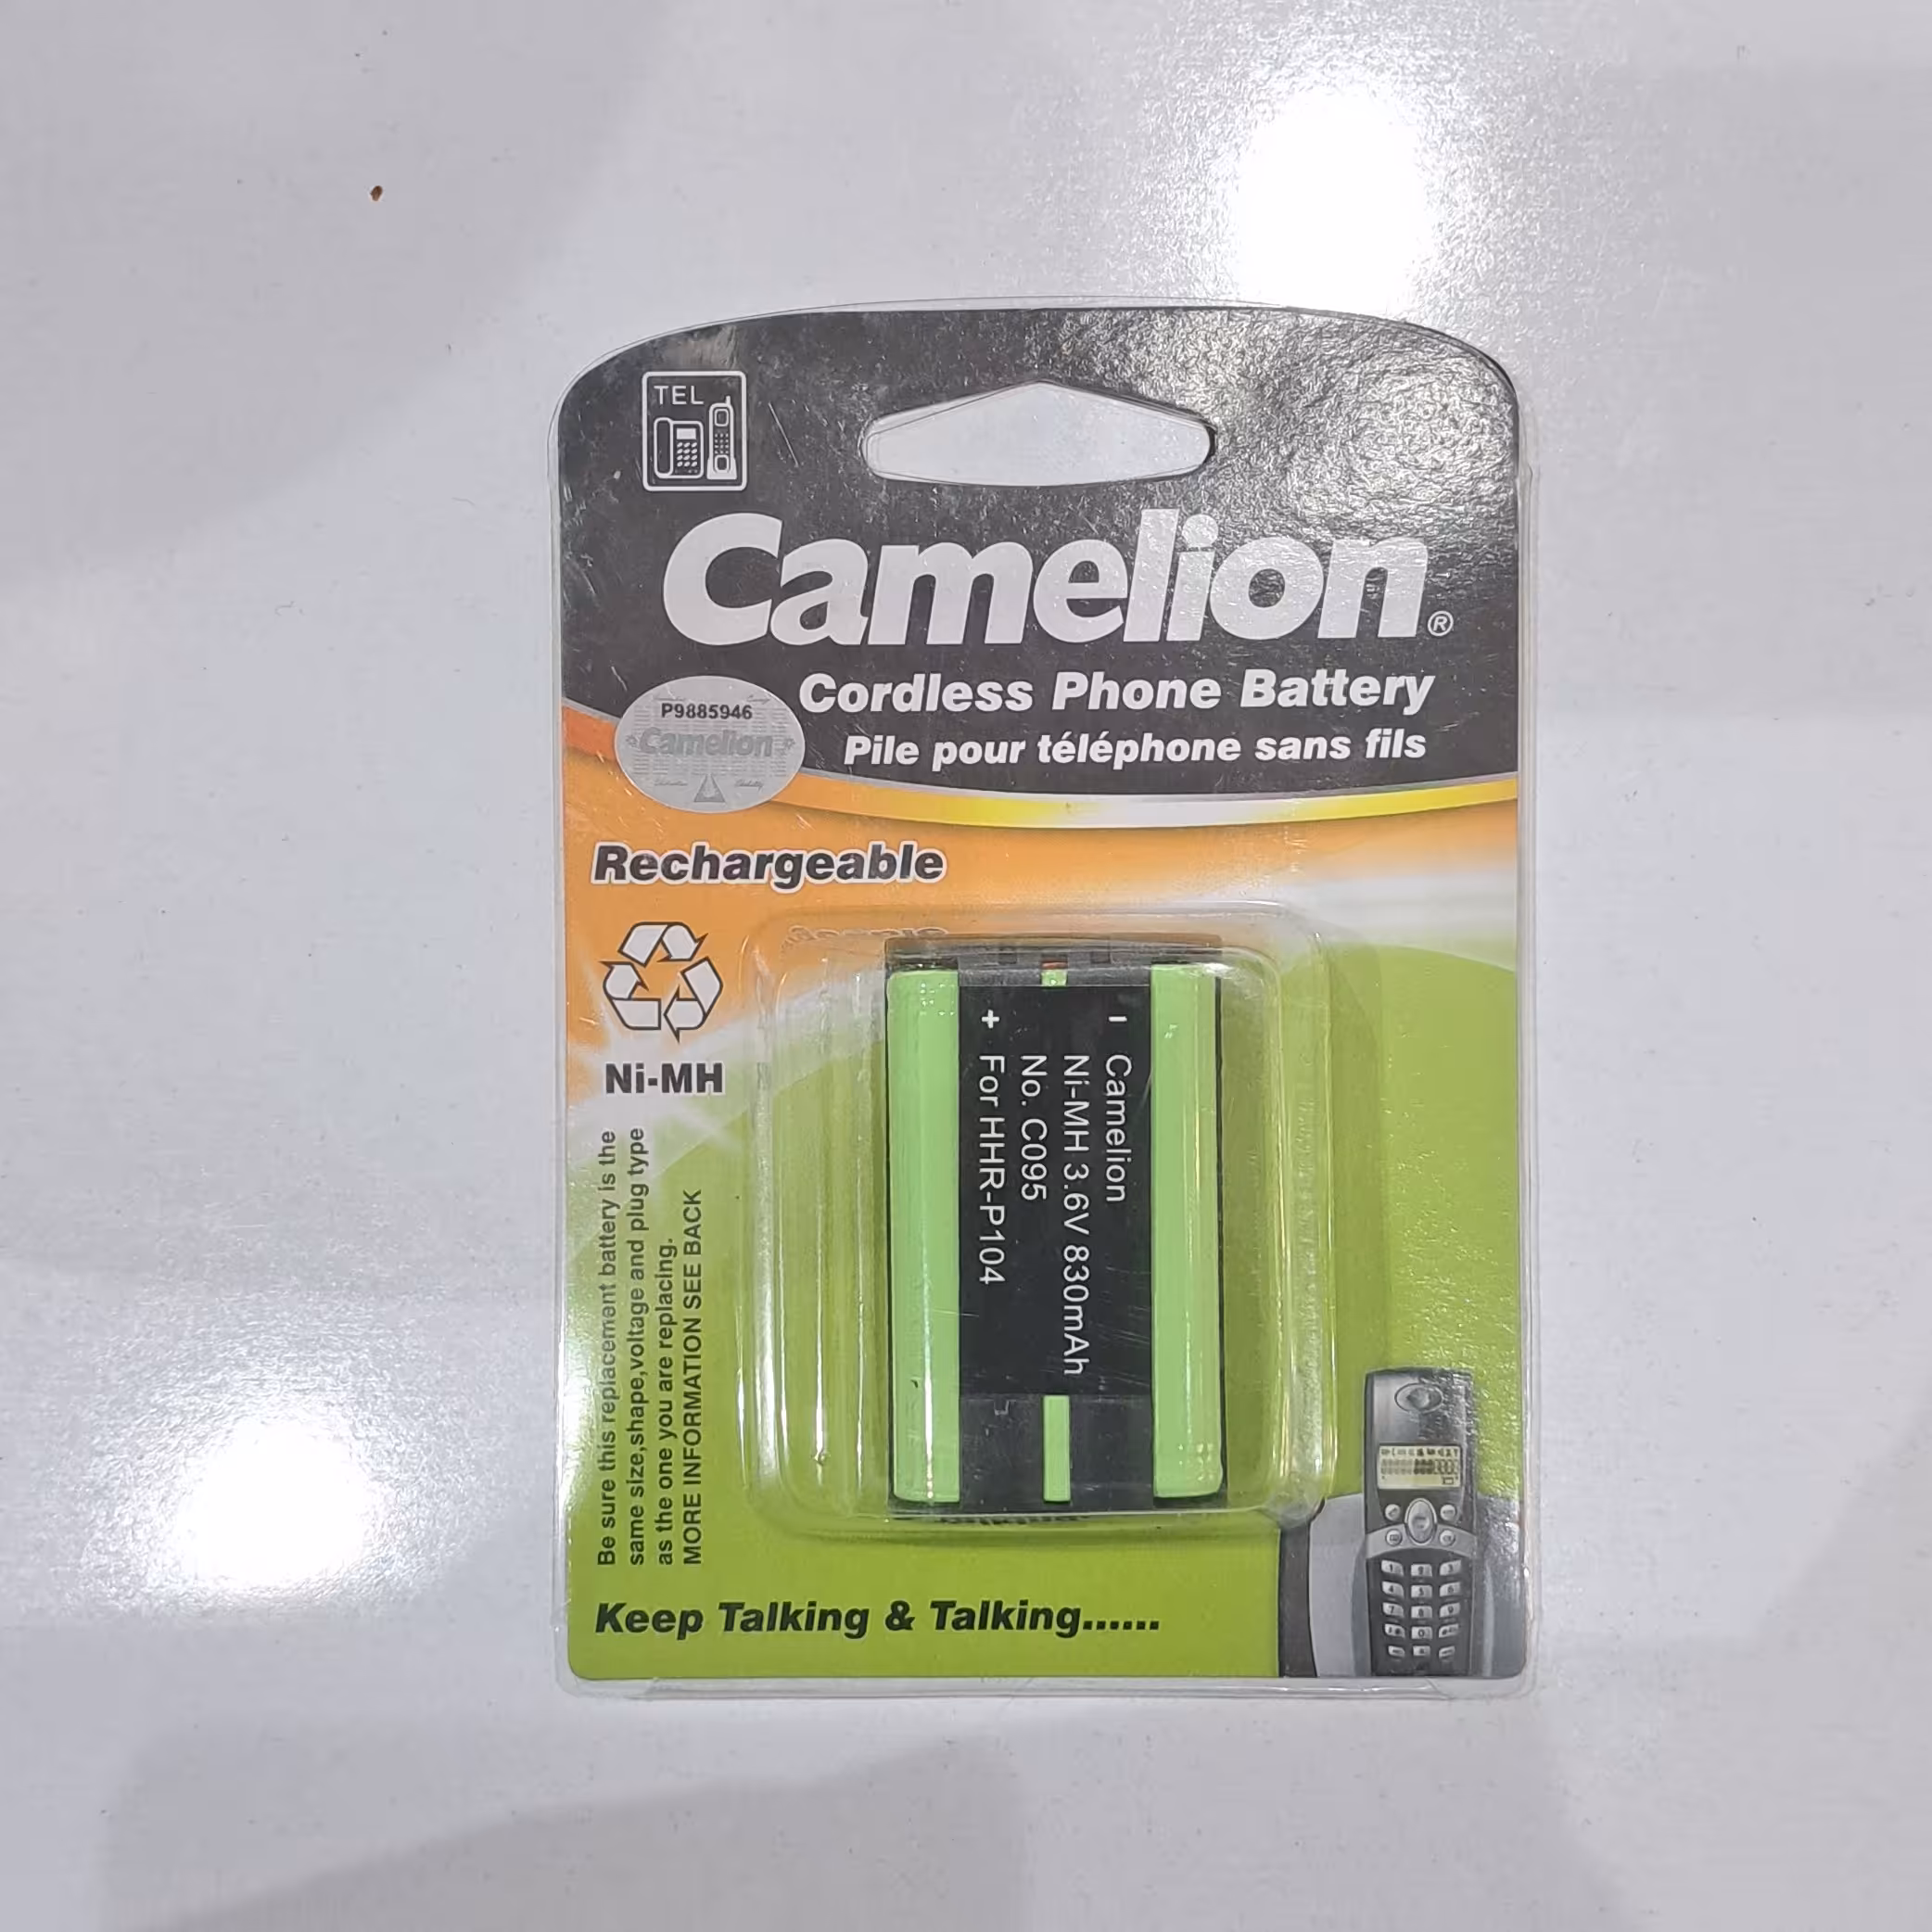 TEL
Camelion®
Cordless Phone Battery
Pile pour téléphone sans fils
P9885946
Camelion
Rechargeable
Ni-MH
- Camelion
Ni-MH 3.6V 830mAh
No. C095
+ For HHR-P104
Be sure this replacement battery is the
same size,shape,voltage and plug type
as the one you are replacing.
MORE INFORMATION SEE BACK
Keep Talking & Talking......